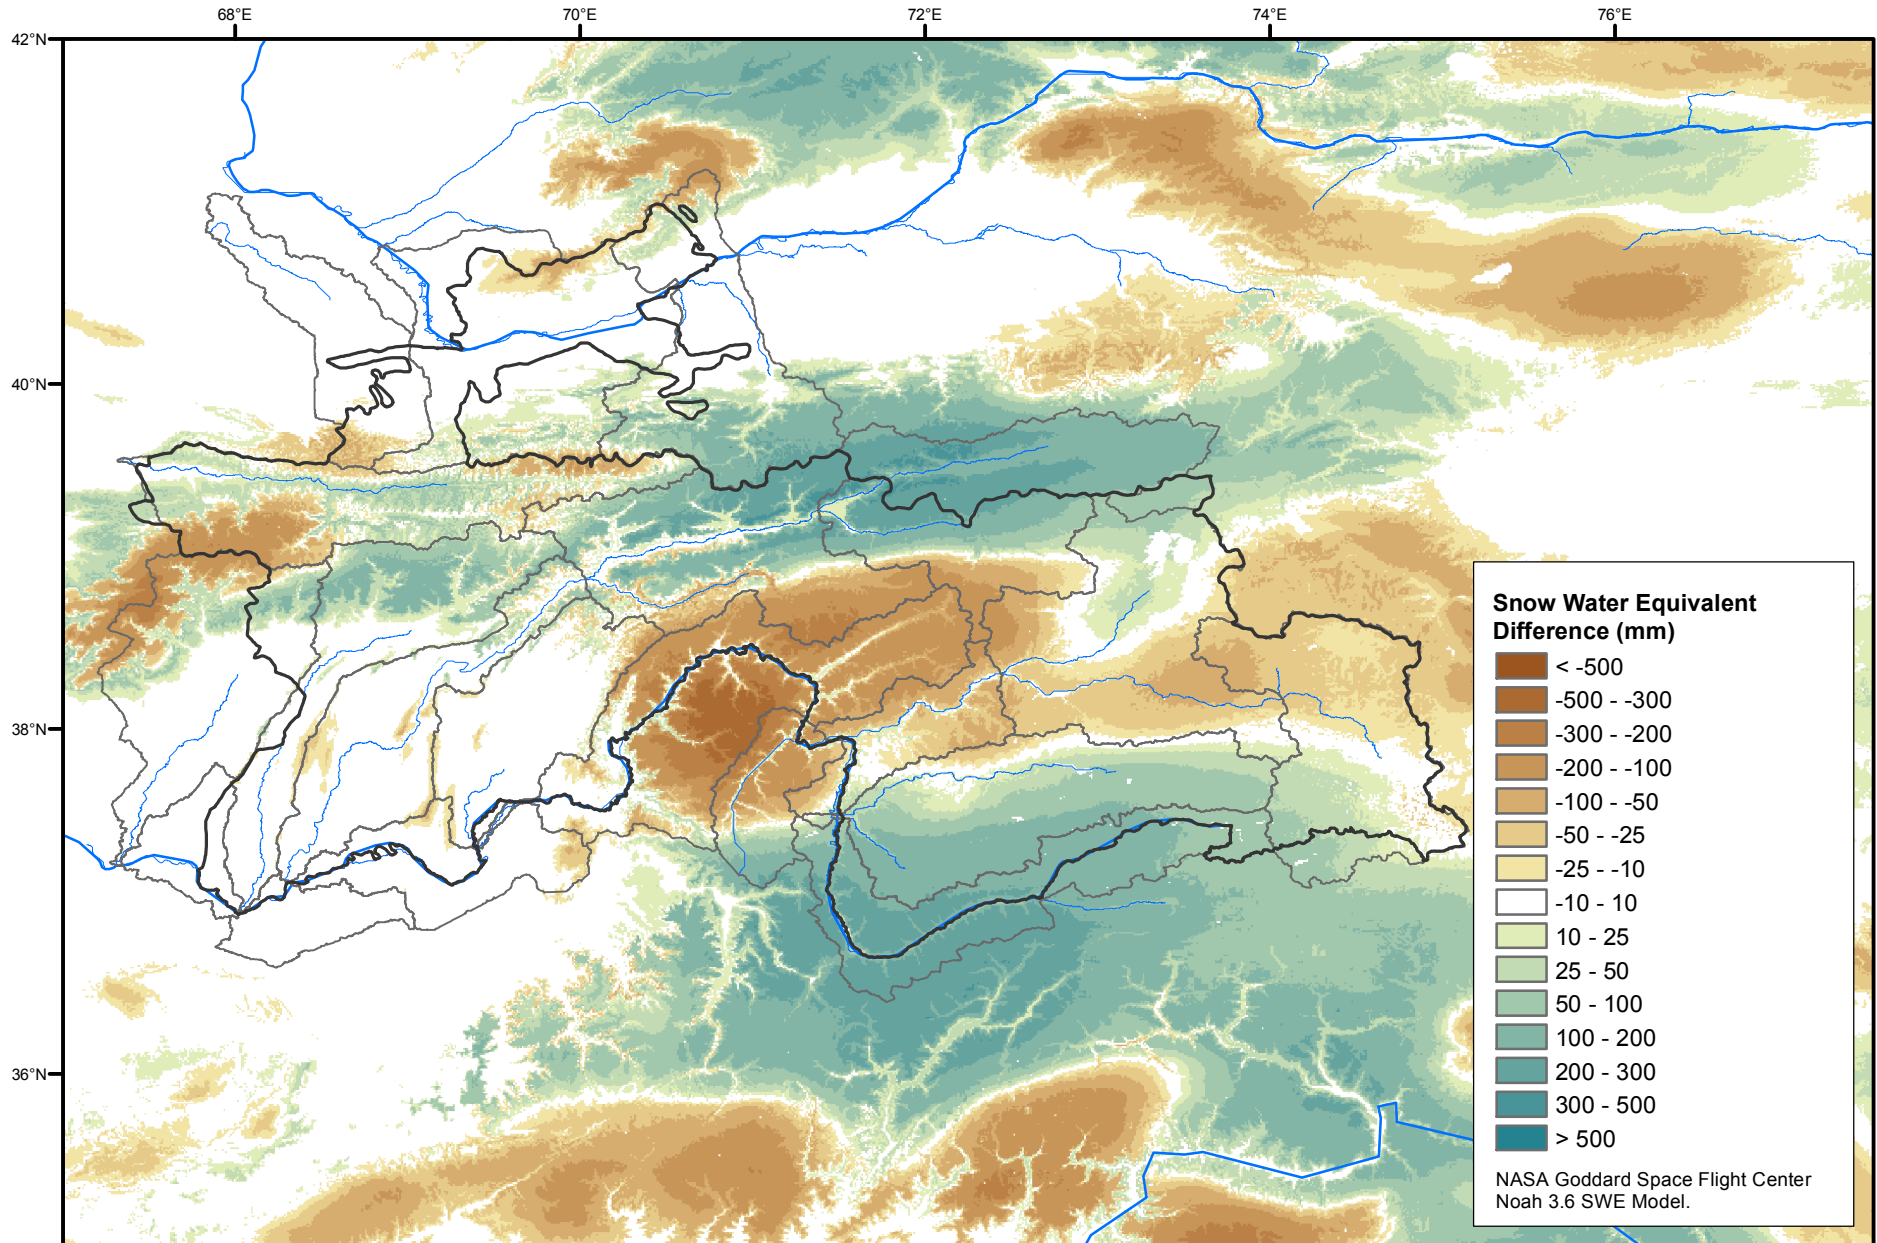 68°E 70°E 72°E 74°E 76°E
42°N
40°N
38°N
36°N
Snow Water Equivalent
Difference (mm)
< -500
-500 - -300
-300 - -200
-200 - -100
-100 - -50
-50 - -25
-25 - -10
-10 - 10
10 - 25
25 - 50
50 - 100
100 - 200
200 - 300
300 - 500
> 500
NASA Goddard Space Flight Center
Noah 3.6 SWE Model.